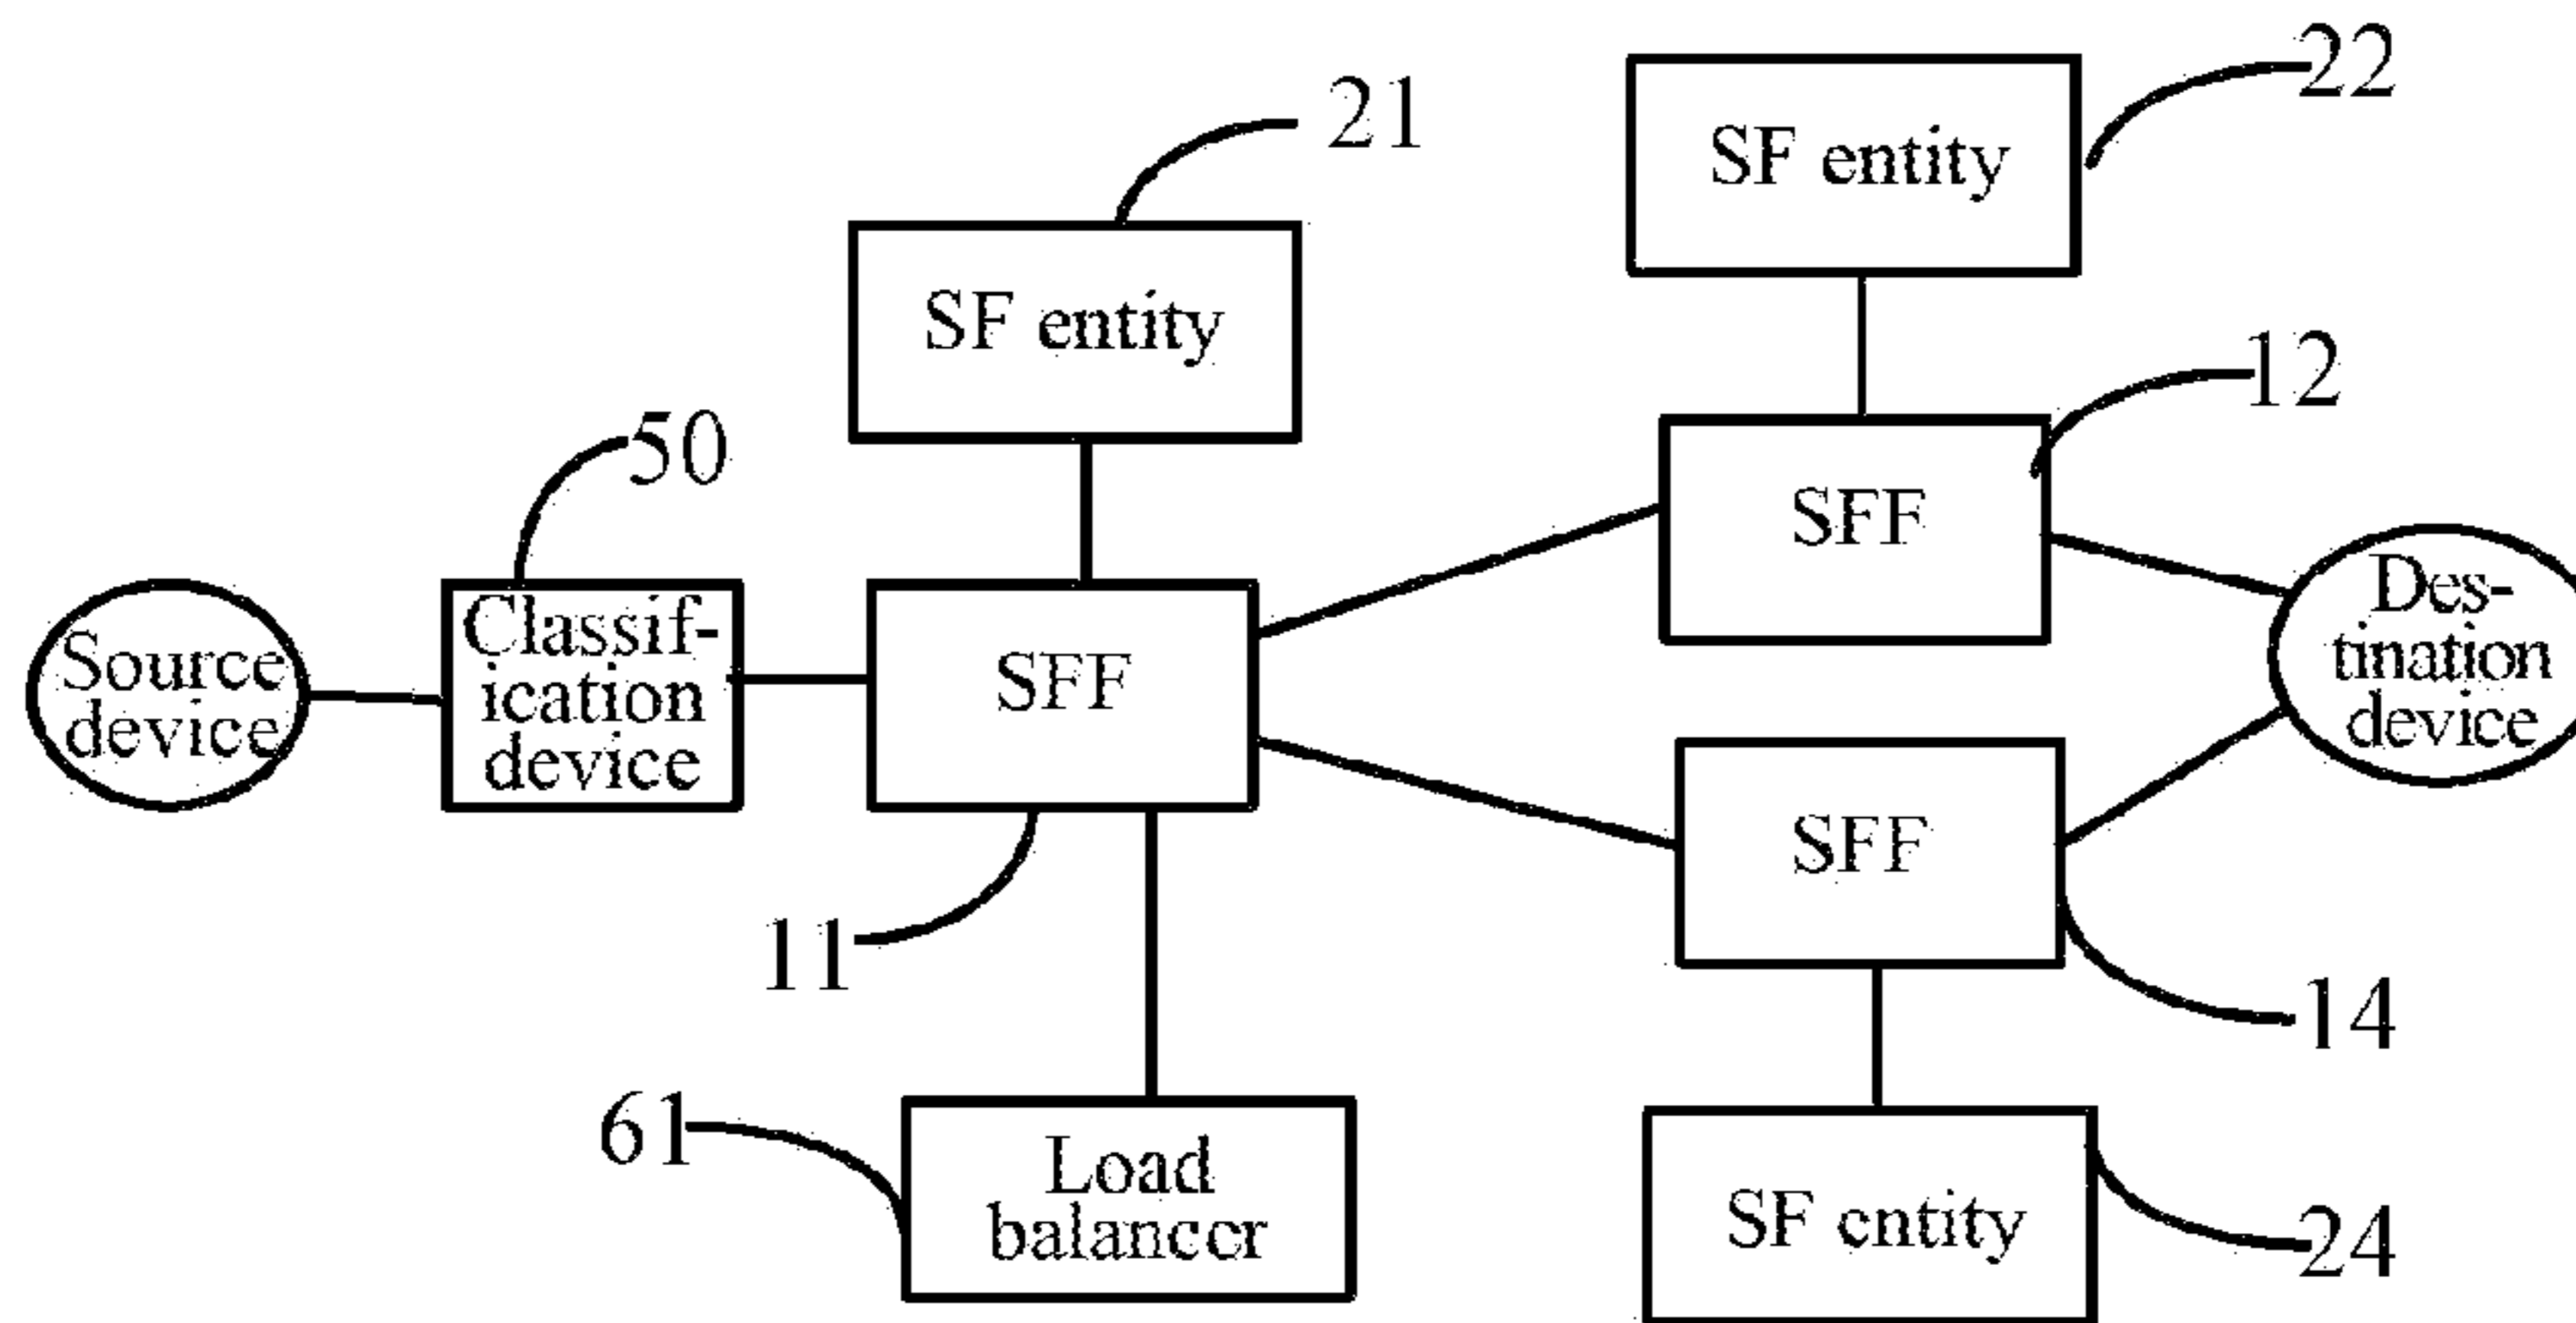 22
21
SF entity
12
SF entity
50
SFF
Des-
tination
device
Classif-
ication
device
Source
device
SFF
SFF
11
14
61
Load
balancer
SF entity
24